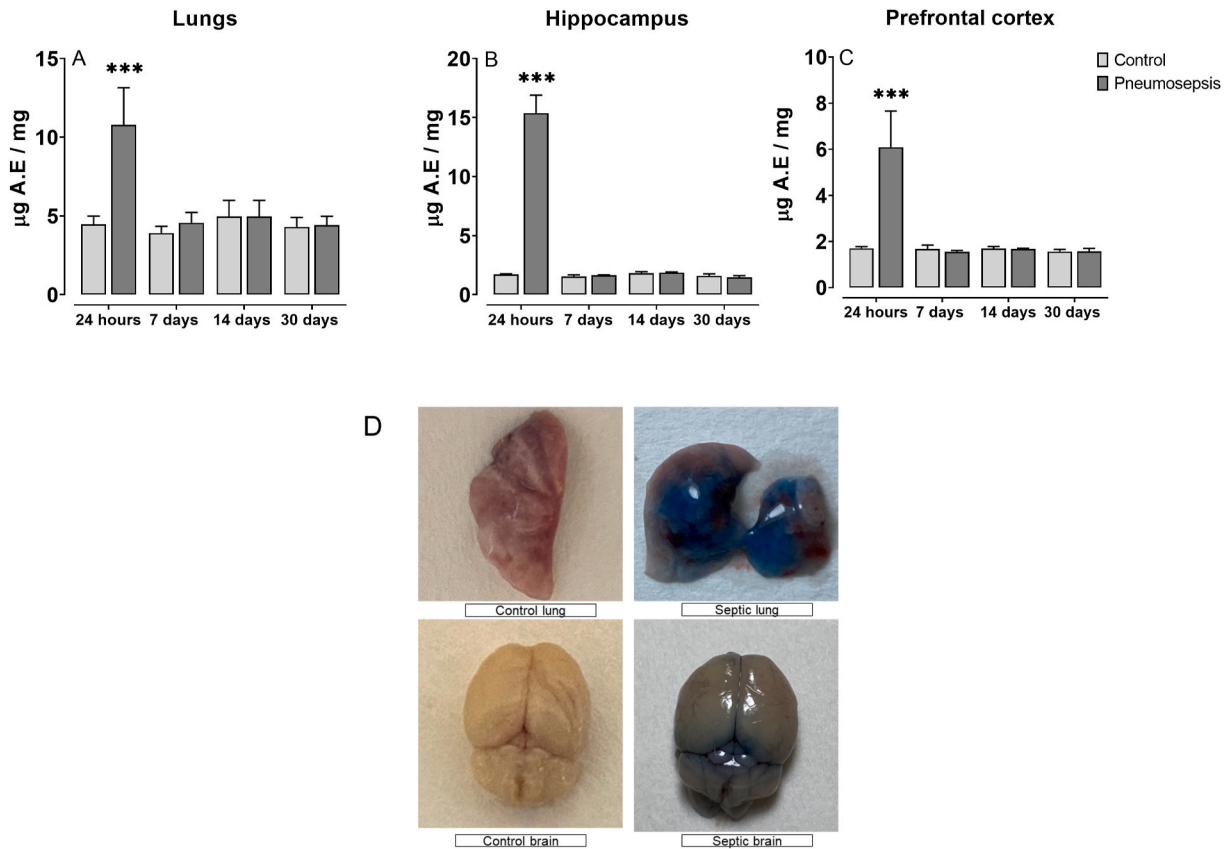 Lungs
Hippocampus
Prefrontal cortex
A
15
10
5
0
µg A.E / mg
***
24 hours 7 days 14 days 30 days
B
20
15
10
5
0
µg A.E / mg
***
24 hours 7 days 14 days 30 days
C
10
8
6
4
2
0
µg A.E / mg
***
24 hours 7 days 14 days 30 days
Control
Pneumosepsis
D
Control lung
Septic lung
Control brain
Septic brain